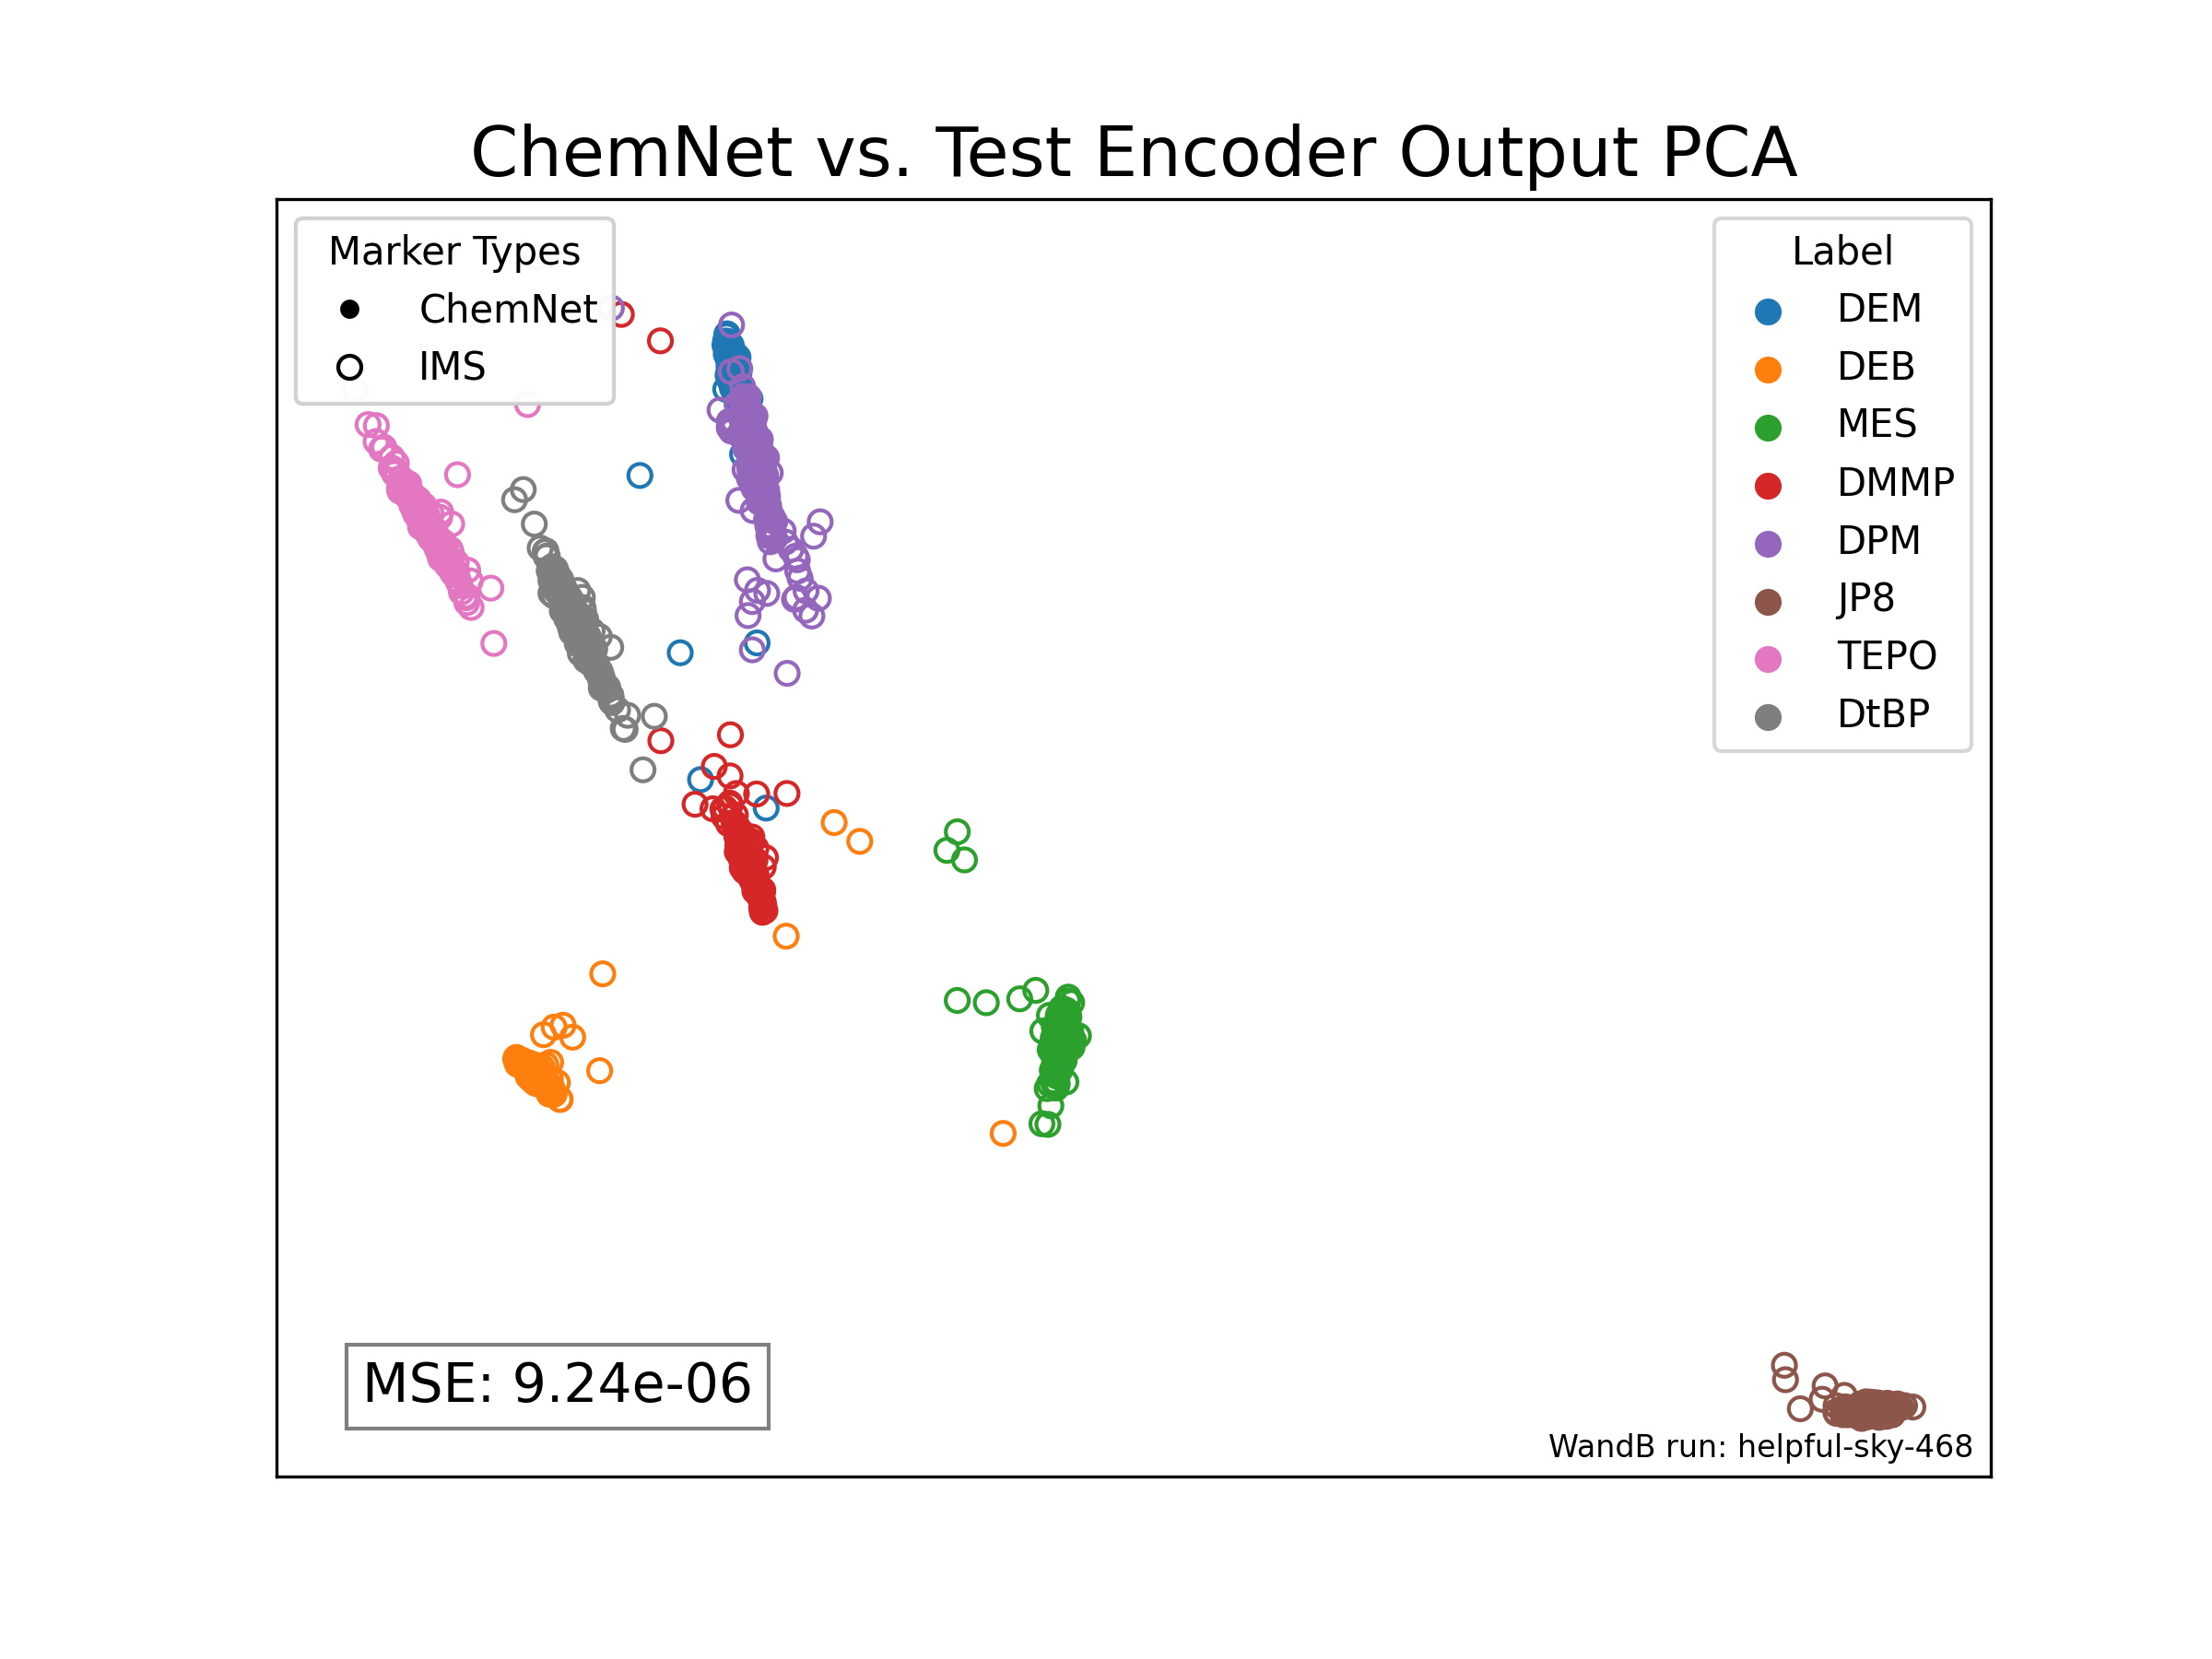 ChemNet vs. Test Encoder Output PCA
Marker Types
ChemNet
IMS
Label
DEM
DEB
MES
DMMP
DPM
JP8
TEPO
DtBP
MSE: 9.24e-06
WandB run: helpful-sky-468